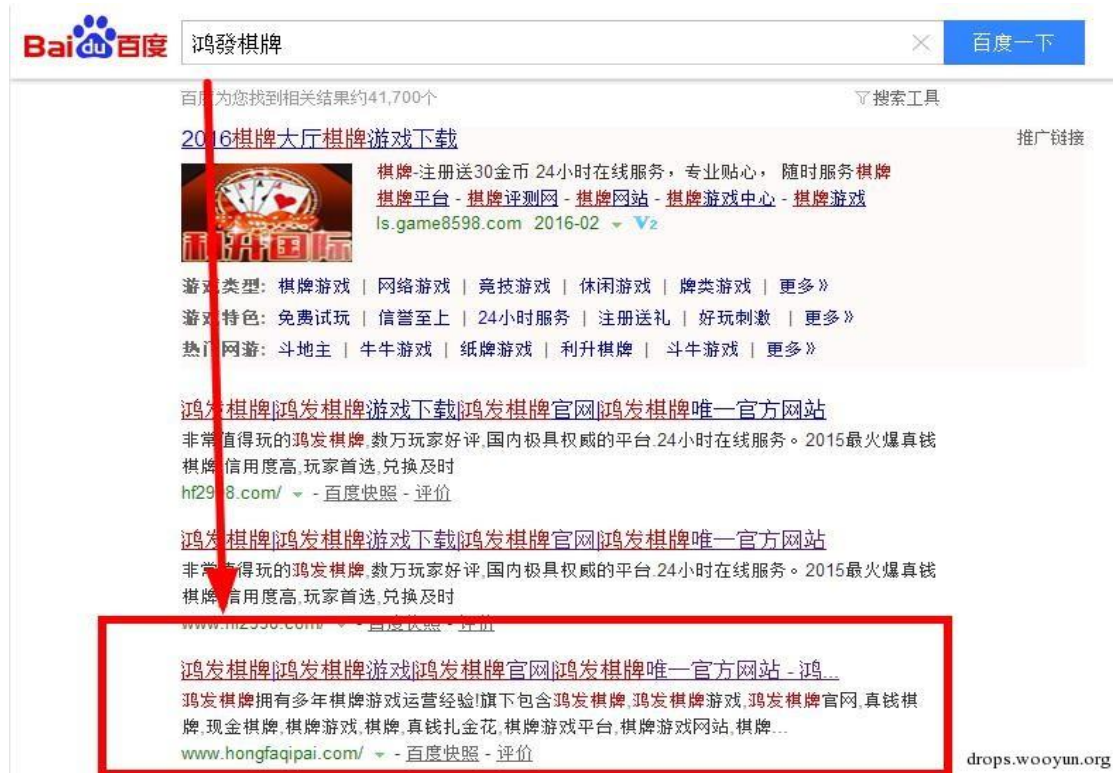 Bai du 百度 鸿發棋牌 百度一下
百度为您找到相关结果约41,700个 搜索工具
2016棋牌大厅棋牌游戏下载 推广链接
棋牌-注册送30金币 24小时在线服务，专业贴心， 随时服务棋牌
棋牌平台 - 棋牌评测网 - 棋牌网站 - 棋牌游戏中心 - 棋牌游戏
ls.game8598.com 2016-02 V2
利升国际
游戏类型: 棋牌游戏 | 网络游戏 | 竞技游戏 | 休闲游戏 | 牌类游戏 | 更多»
游戏特色: 免费试玩 | 信誉至上 | 24小时服务 | 注册送礼 | 好玩刺激 | 更多»
热门网游: 斗地主 | 牛牛游戏 | 纸牌游戏 | 利升棋牌 | 斗牛游戏 | 更多»
鸿发棋牌|鸿发棋牌游戏下载|鸿发棋牌官网|鸿发棋牌唯一官方网站
非常值得玩的鸿发棋牌,数万玩家好评,国内极具权威的平台.24小时在线服务。2015最火爆真钱
棋牌,信用度高,玩家首选,兑换及时
hf2998.com/ - 百度快照 - 评价
鸿发棋牌|鸿发棋牌游戏下载|鸿发棋牌官网|鸿发棋牌唯一官方网站
非常值得玩的鸿发棋牌,数万玩家好评,国内极具权威的平台.24小时在线服务。2015最火爆真钱
棋牌,信用度高,玩家首选,兑换及时
www.hf2998.com/ - 百度快照 - 评价
鸿发棋牌|鸿发棋牌游戏|鸿发棋牌官网|鸿发棋牌唯一官方网站 - 鸿...
鸿发棋牌拥有多年棋牌游戏运营经验!旗下包含鸿发棋牌,鸿发棋牌游戏,鸿发棋牌官网,真钱棋
牌,现金棋牌,棋牌游戏,棋牌,真钱扎金花,棋牌游戏平台,棋牌游戏网站,棋牌...
www.hongfaqipai.com/ - 百度快照 - 评价
drops.wooyun.org